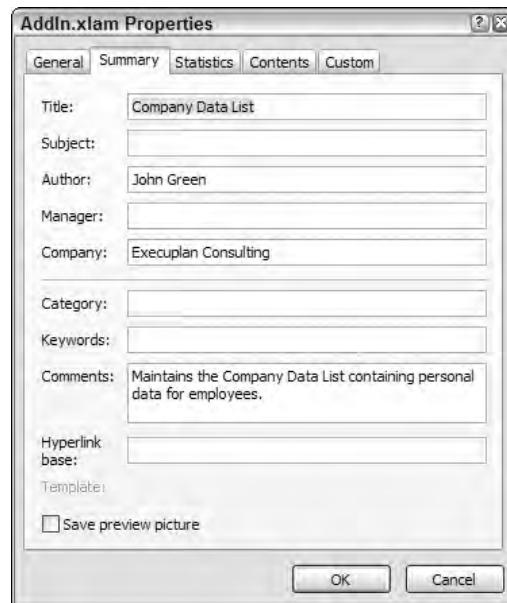 AddIn.xlam Properties
General Summary Statistics Contents Custom
Title: Company Data List
Subject:
Author: John Green
Manager:
Company: Execuplan Consulting
Category:
Keywords:
Comments: Maintains the Company Data List containing personal
data for employees.
Hyperlink
base:
Template:
Save preview picture
OK Cancel